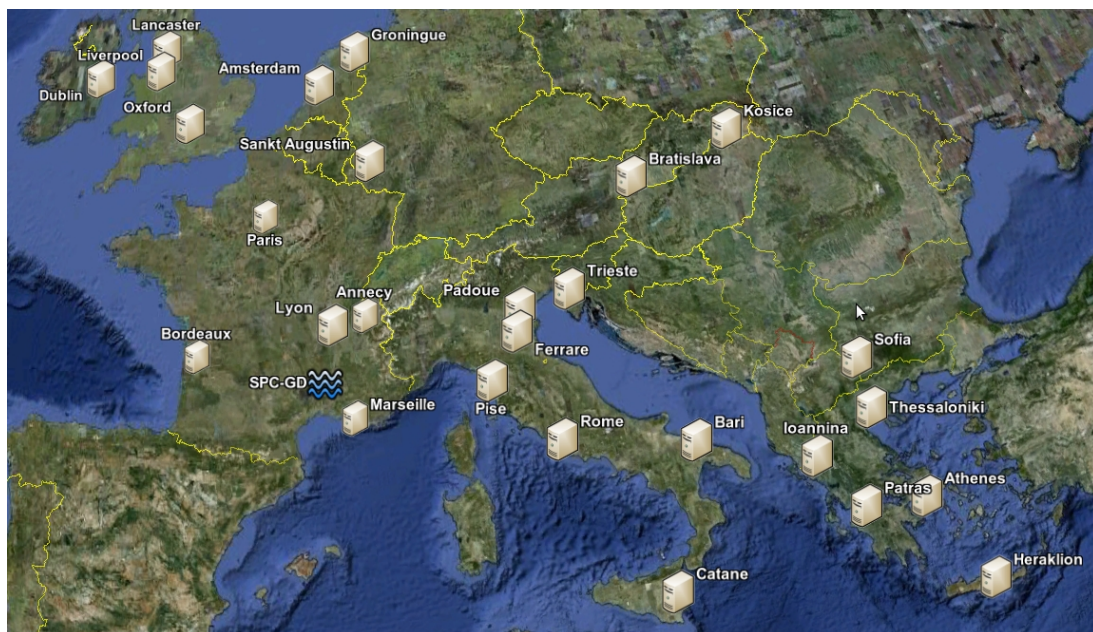 Lancaster
Groningue
Liverpool
Amsterdam
Dublin
Oxford
Kosice
Sankt Augustin
Bratislava
Paris
Trieste
Annecy
Padoue
Lyon
Bordeaux
Sofia
Ferrare
SPC-GD
Marseille
Pise
Thessaloniki
Rome
Bari
Ioannina
Athenes
Patras
Heraklion
Catane